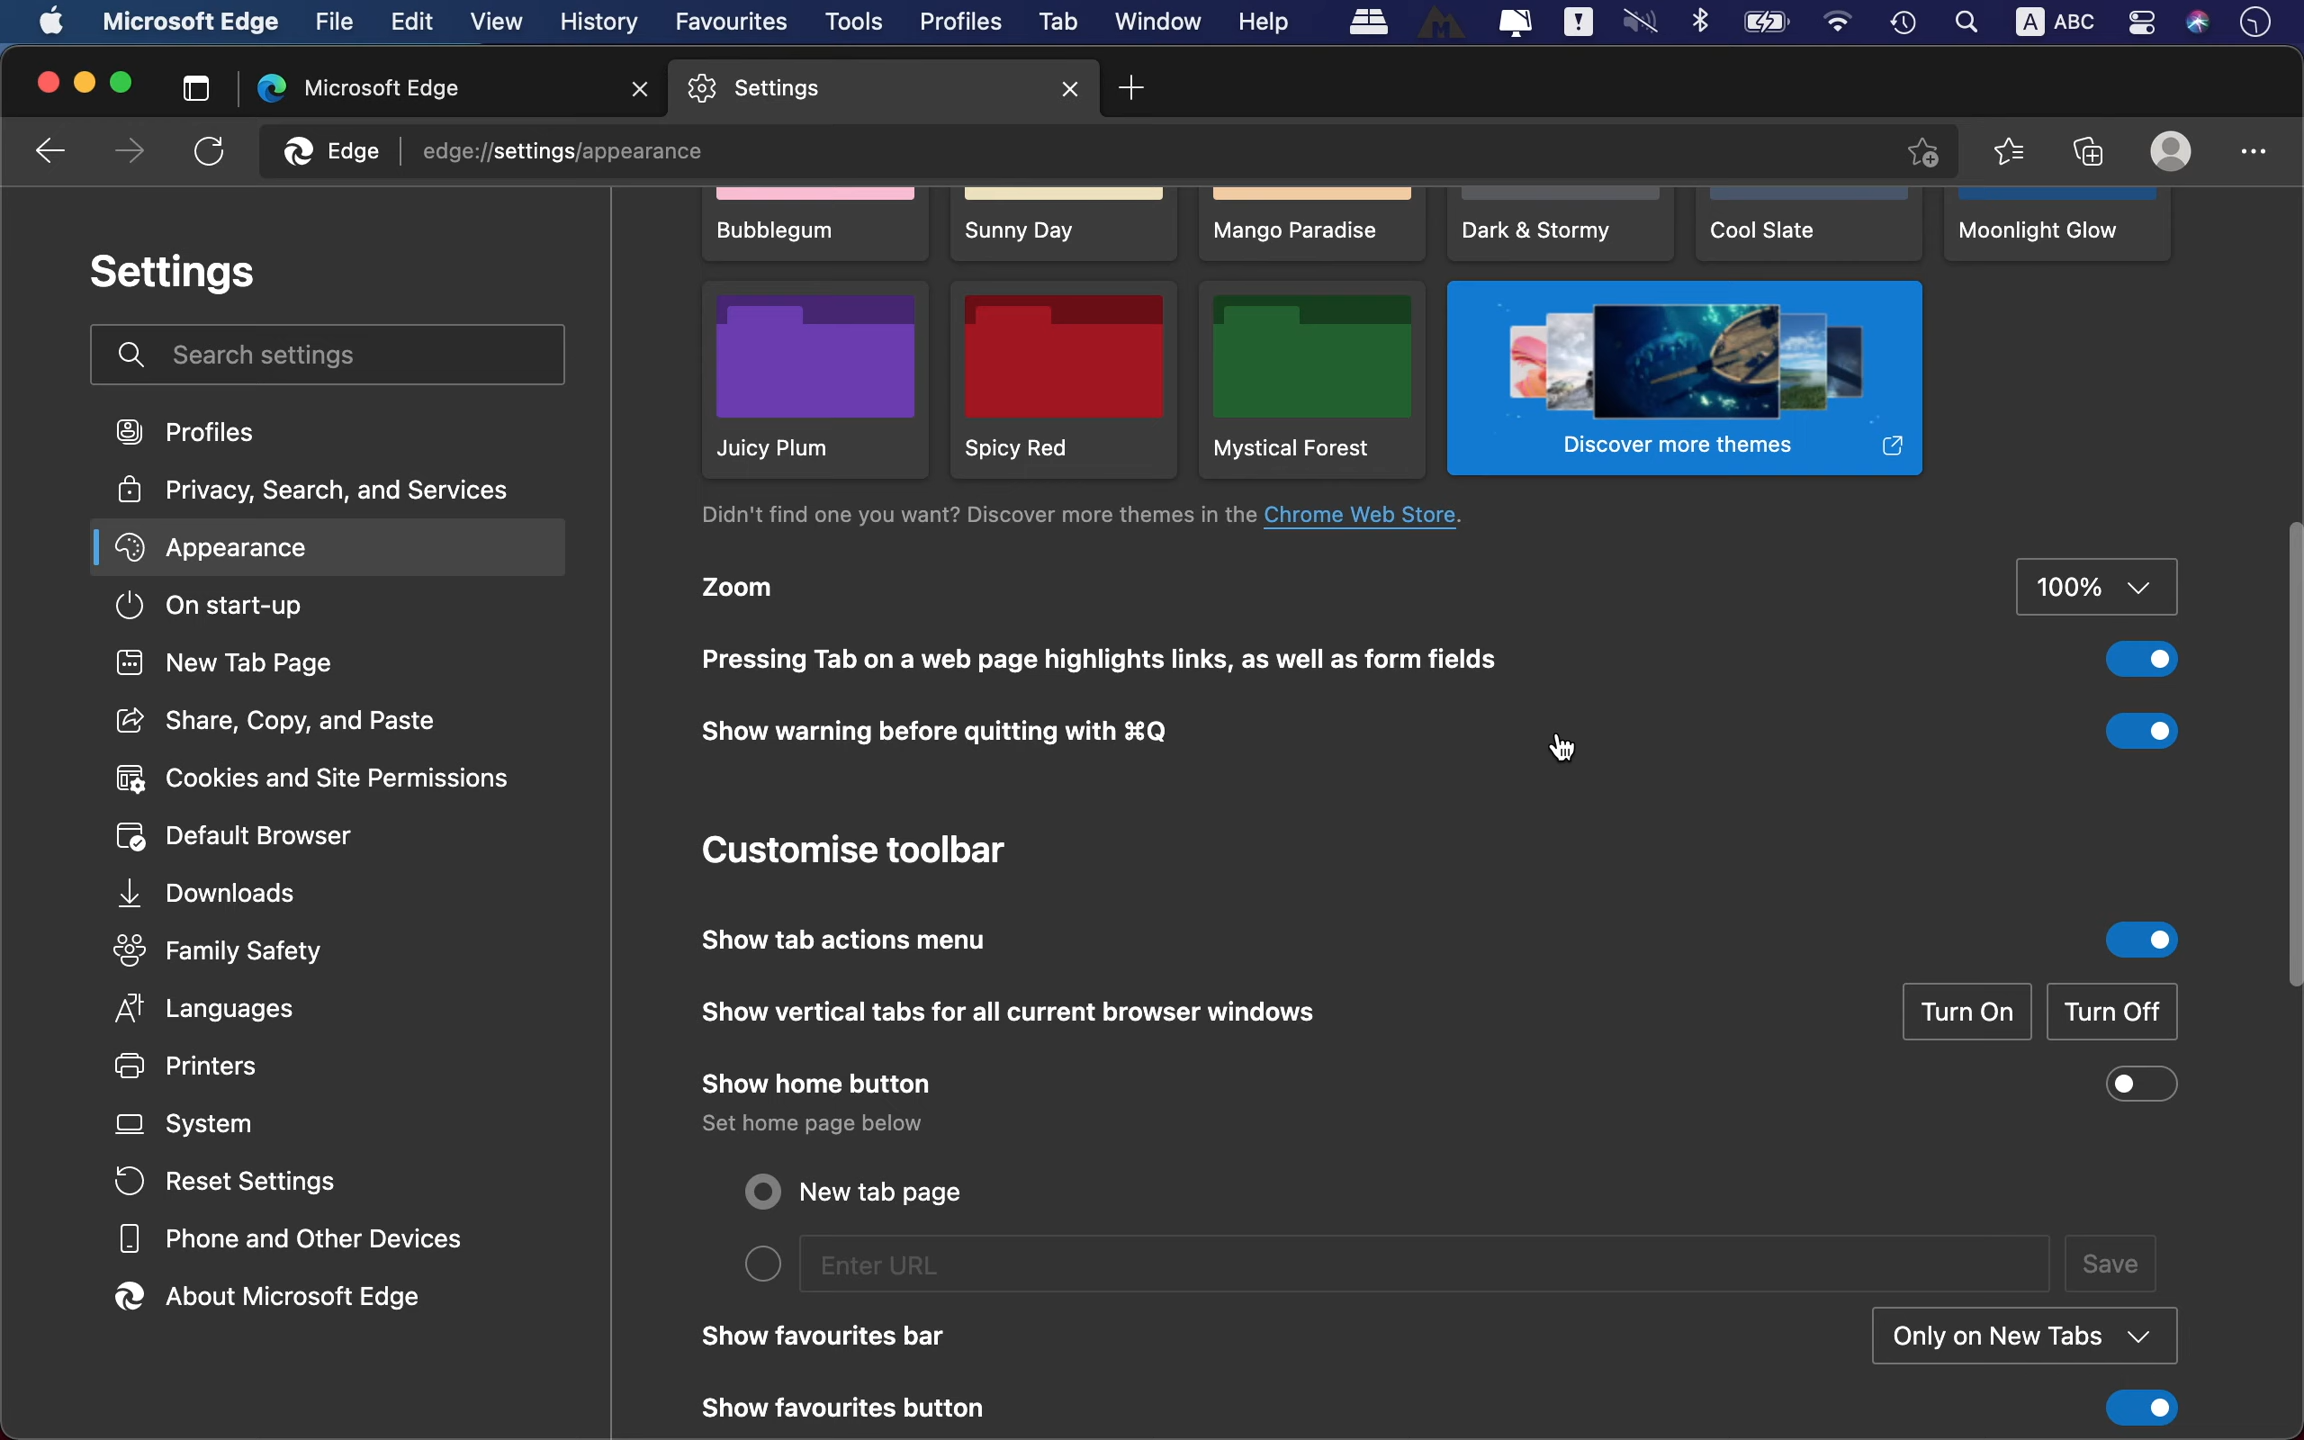 Microsoft Edge File Edit View History Favourites Tools Profiles Tab Window Help A ABC
Microsoft Edge Settings
Edge edge://settings/appearance
Settings
Search settings
Profiles
Privacy, Search, and Services
Appearance
On start-up
New Tab Page
Share, Copy, and Paste
Cookies and Site Permissions
Default Browser
Downloads
Family Safety
Languages
Printers
System
Reset Settings
Phone and Other Devices
About Microsoft Edge
Bubblegum Sunny Day Mango Paradise Dark & Stormy Cool Slate Moonlight Glow
Juicy Plum Spicy Red Mystical Forest Discover more themes
Didn't find one you want? Discover more themes in the Chrome Web Store.
Zoom 100%
Pressing Tab on a web page highlights links, as well as form fields
Show warning before quitting with ⌘Q
Customise toolbar
Show tab actions menu
Show vertical tabs for all current browser windows Turn On Turn Off
Show home button
Set home page below
New tab page
Enter URL Save
Show favourites bar Only on New Tabs
Show favourites button